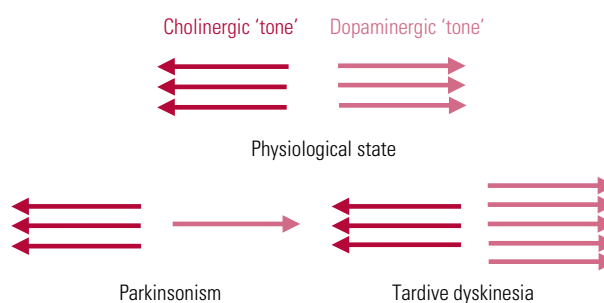 Cholinergic ‘tone’ Dopaminergic ‘tone’
Physiological state
Parkinsonism Tardive dyskinesia